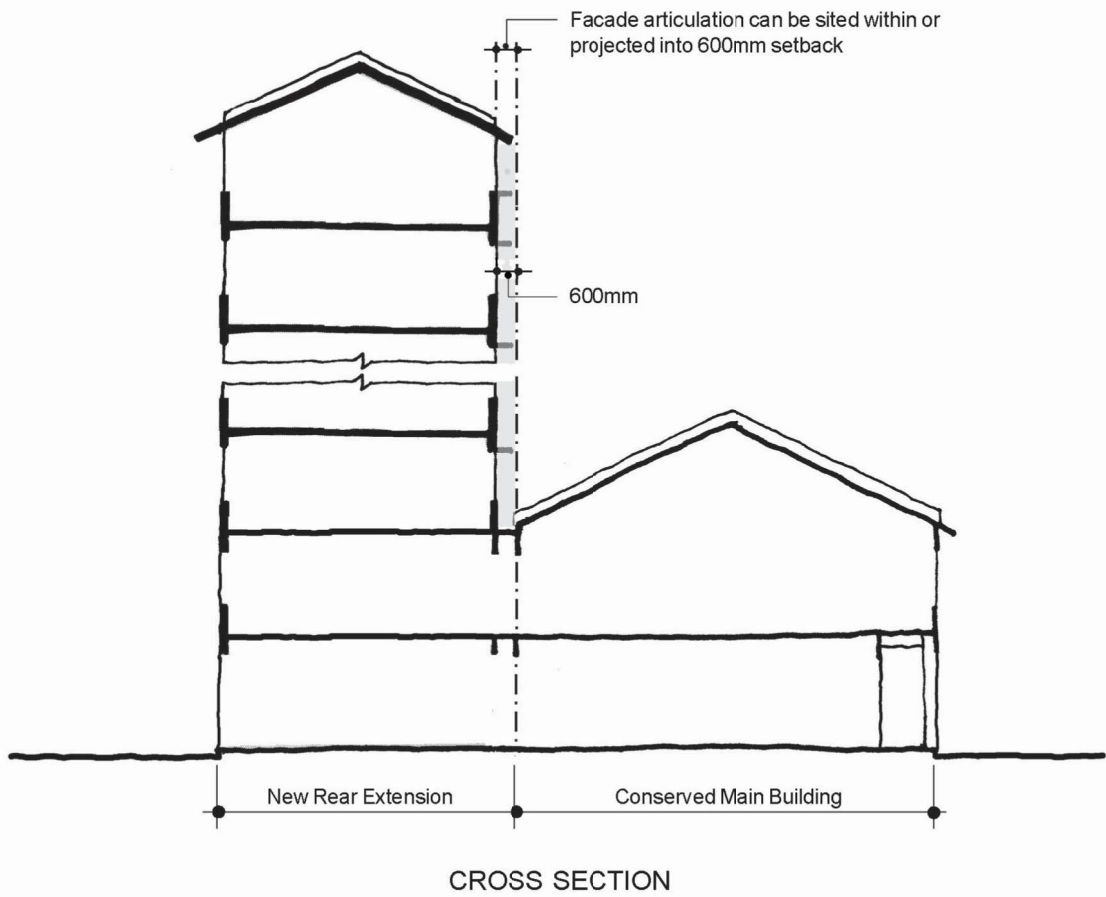 Facade articulation can be sited within or
projected into 600mm setback
600mm
New Rear Extension
Conserved Main Building
CROSS SECTION